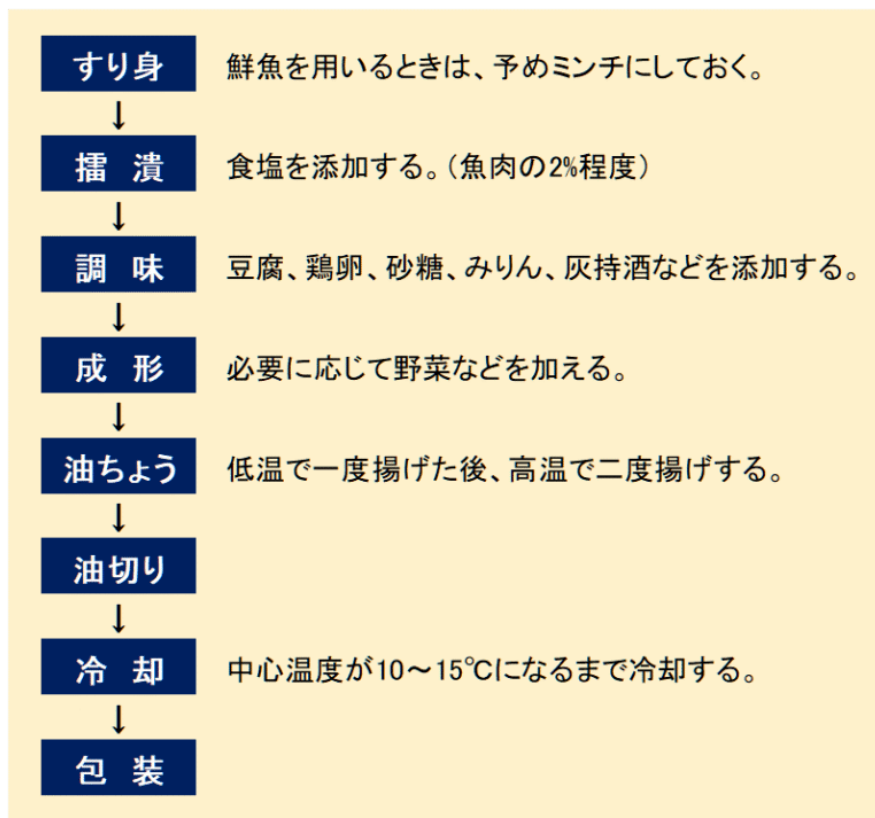 すり身 鮮魚を用いるときは、予めミンチにしておく。
↓
擂 潰 食塩を添加する。(魚肉の2%程度)
↓
調 味 豆腐、鶏卵、砂糖、みりん、灰持酒などを添加する。
↓
成 形 必要に応じて野菜などを加える。
↓
油ちょう 低温で一度揚げた後、高温で二度揚げする。
↓
油切り
↓
冷 却 中心温度が10～15℃になるまで冷却する。
↓
包 装